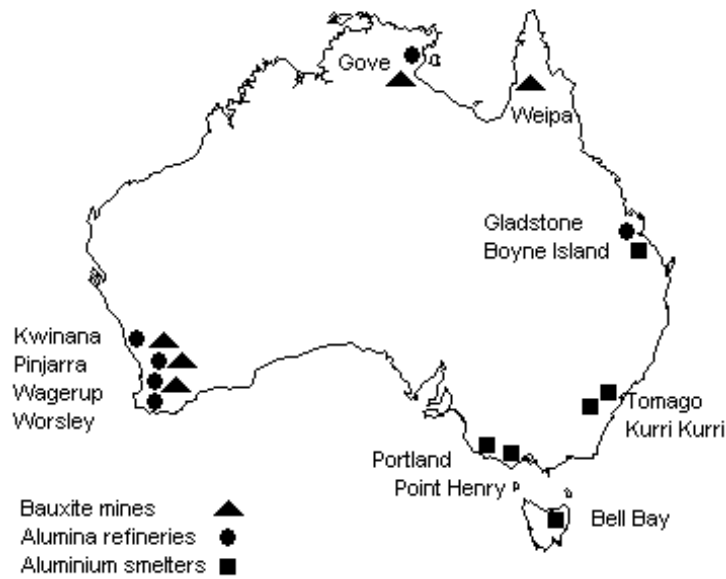 Gove
Weipa
Gladstone
Boyne Island
Kwinana
Pinjarra
Wagerup
Worsley
Tomago
Kurri Kurri
Portland
Point Henry
Bell Bay
Bauxite mines
Alumina refineries
Aluminium smelters